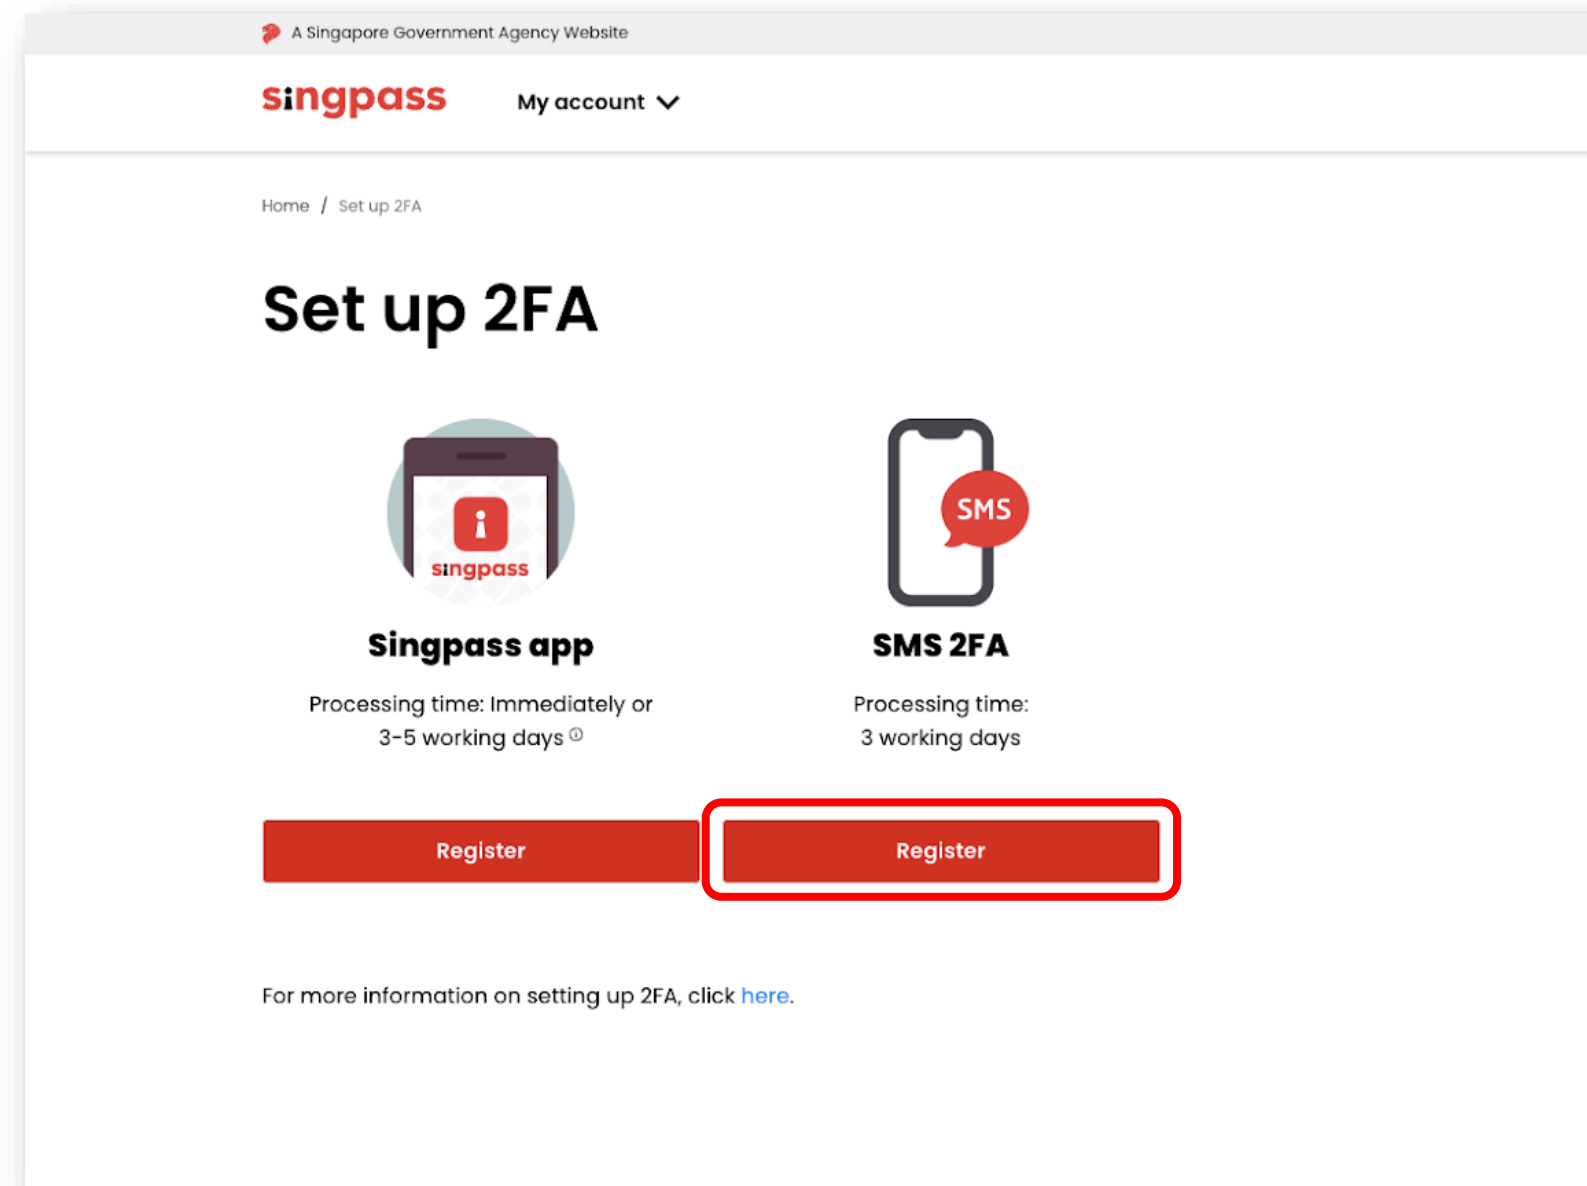 A Singapore Government Agency Website
singpass
My account
Home / Set up 2FA
Set up 2FA
singpass
SMS
Singpass app
Processing time: Immediately or
3-5 working days
SMS 2FA
Processing time:
3 working days
Register
Register
For more information on setting up 2FA, click here.